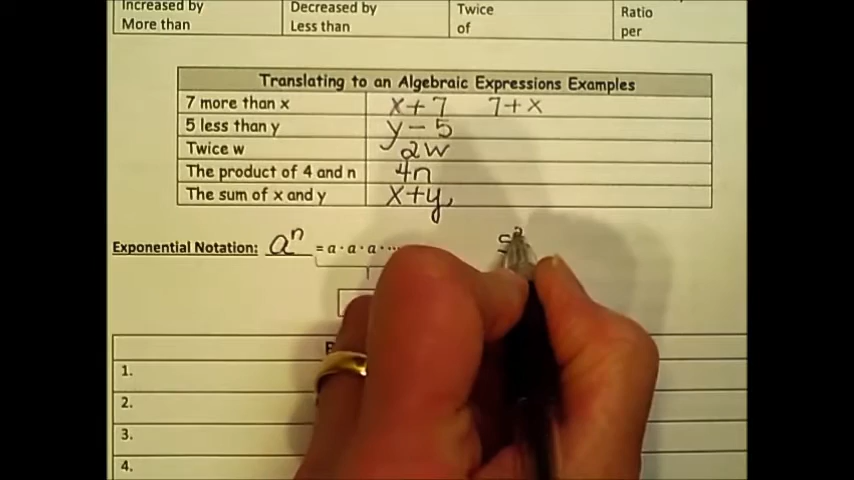 Increased by Decreased by Twice Ratio
More than Less than of per
Translating to an Algebraic Expressions Examples
7 more than x x+7 7+x
5 less than y y-5
Twice w 2w
The product of 4 and n 4n
The sum of x and y x+y
Exponential Notation: aⁿ = a · a · a · ... 5²
1.
2.
3.
4.